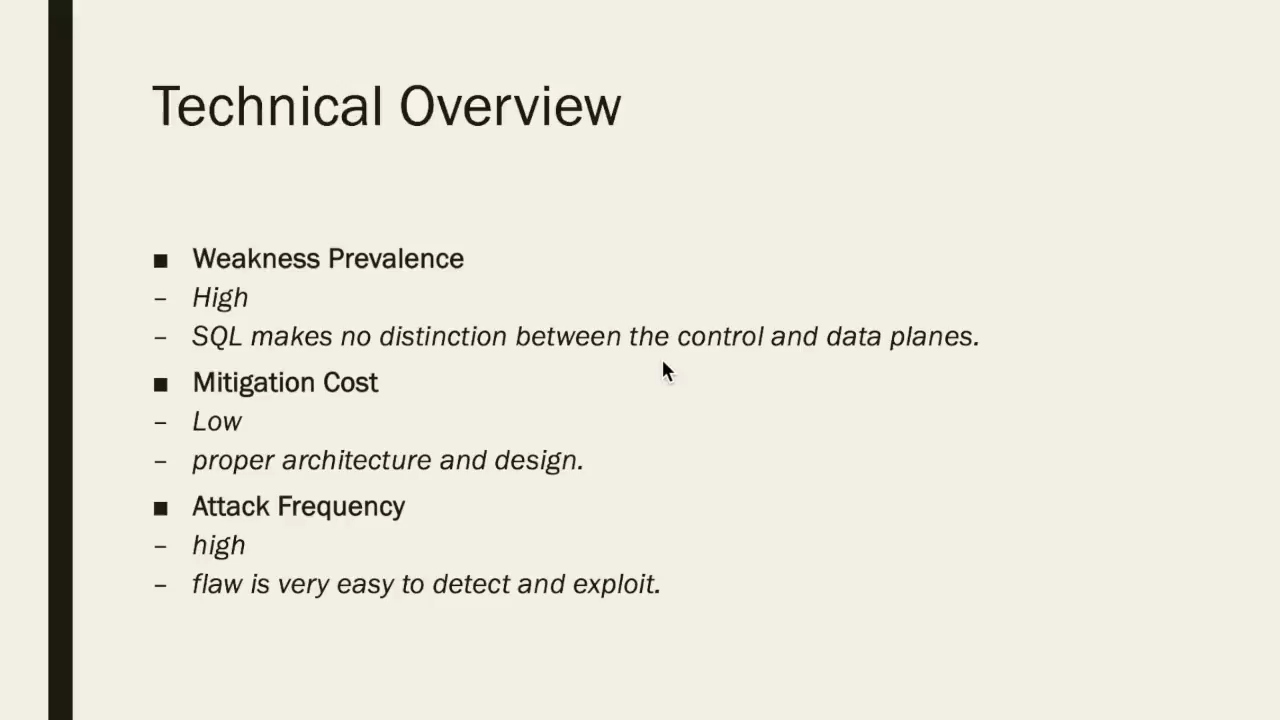 Technical Overview
■ Weakness Prevalence
– High
– SQL makes no distinction between the control and data planes.
■ Mitigation Cost
– Low
– proper architecture and design.
■ Attack Frequency
– high
– flaw is very easy to detect and exploit.